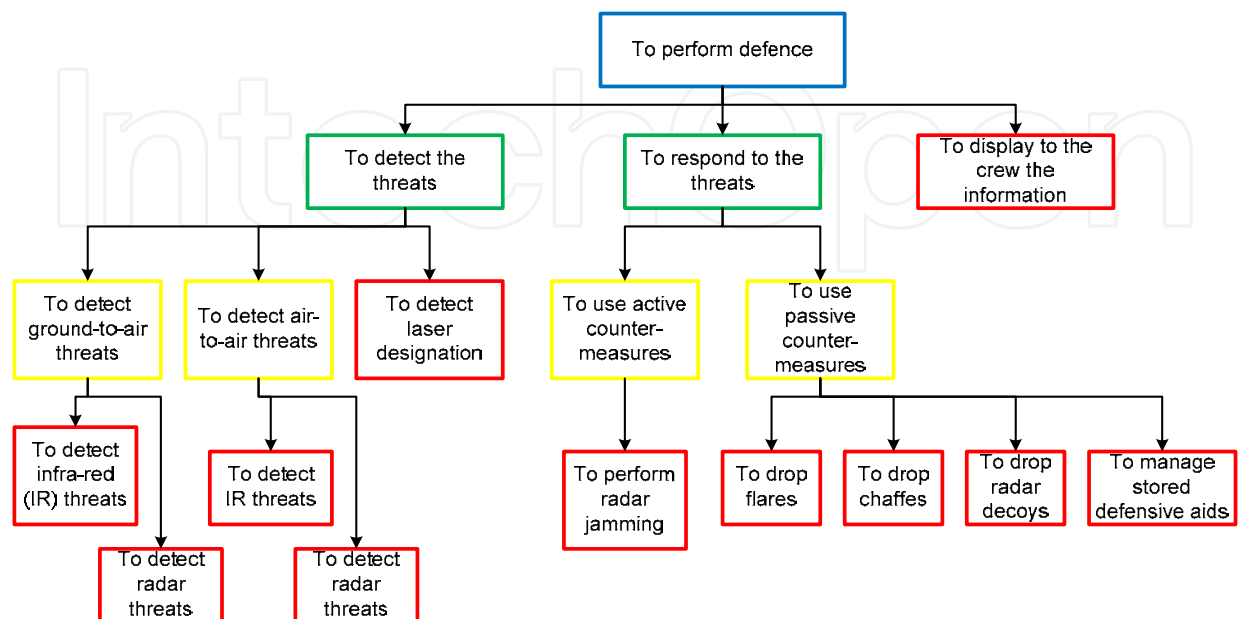 To perform defence
To detect the
threats
To respond to the
threats
To display to the
crew the
information
To detect
ground-to-air
threats
To detect air-
to-air threats
To detect
laser
designation
To use active
counter-
measures
To use
passive
counter-
measures
To detect
infra-red
(IR) threats
To detect
IR threats
To perform
radar
jamming
To drop
flares
To drop
chaffes
To drop
radar
decoys
To manage
stored
defensive aids
To detect
radar
threats
To detect
radar
threats
IntechOpen